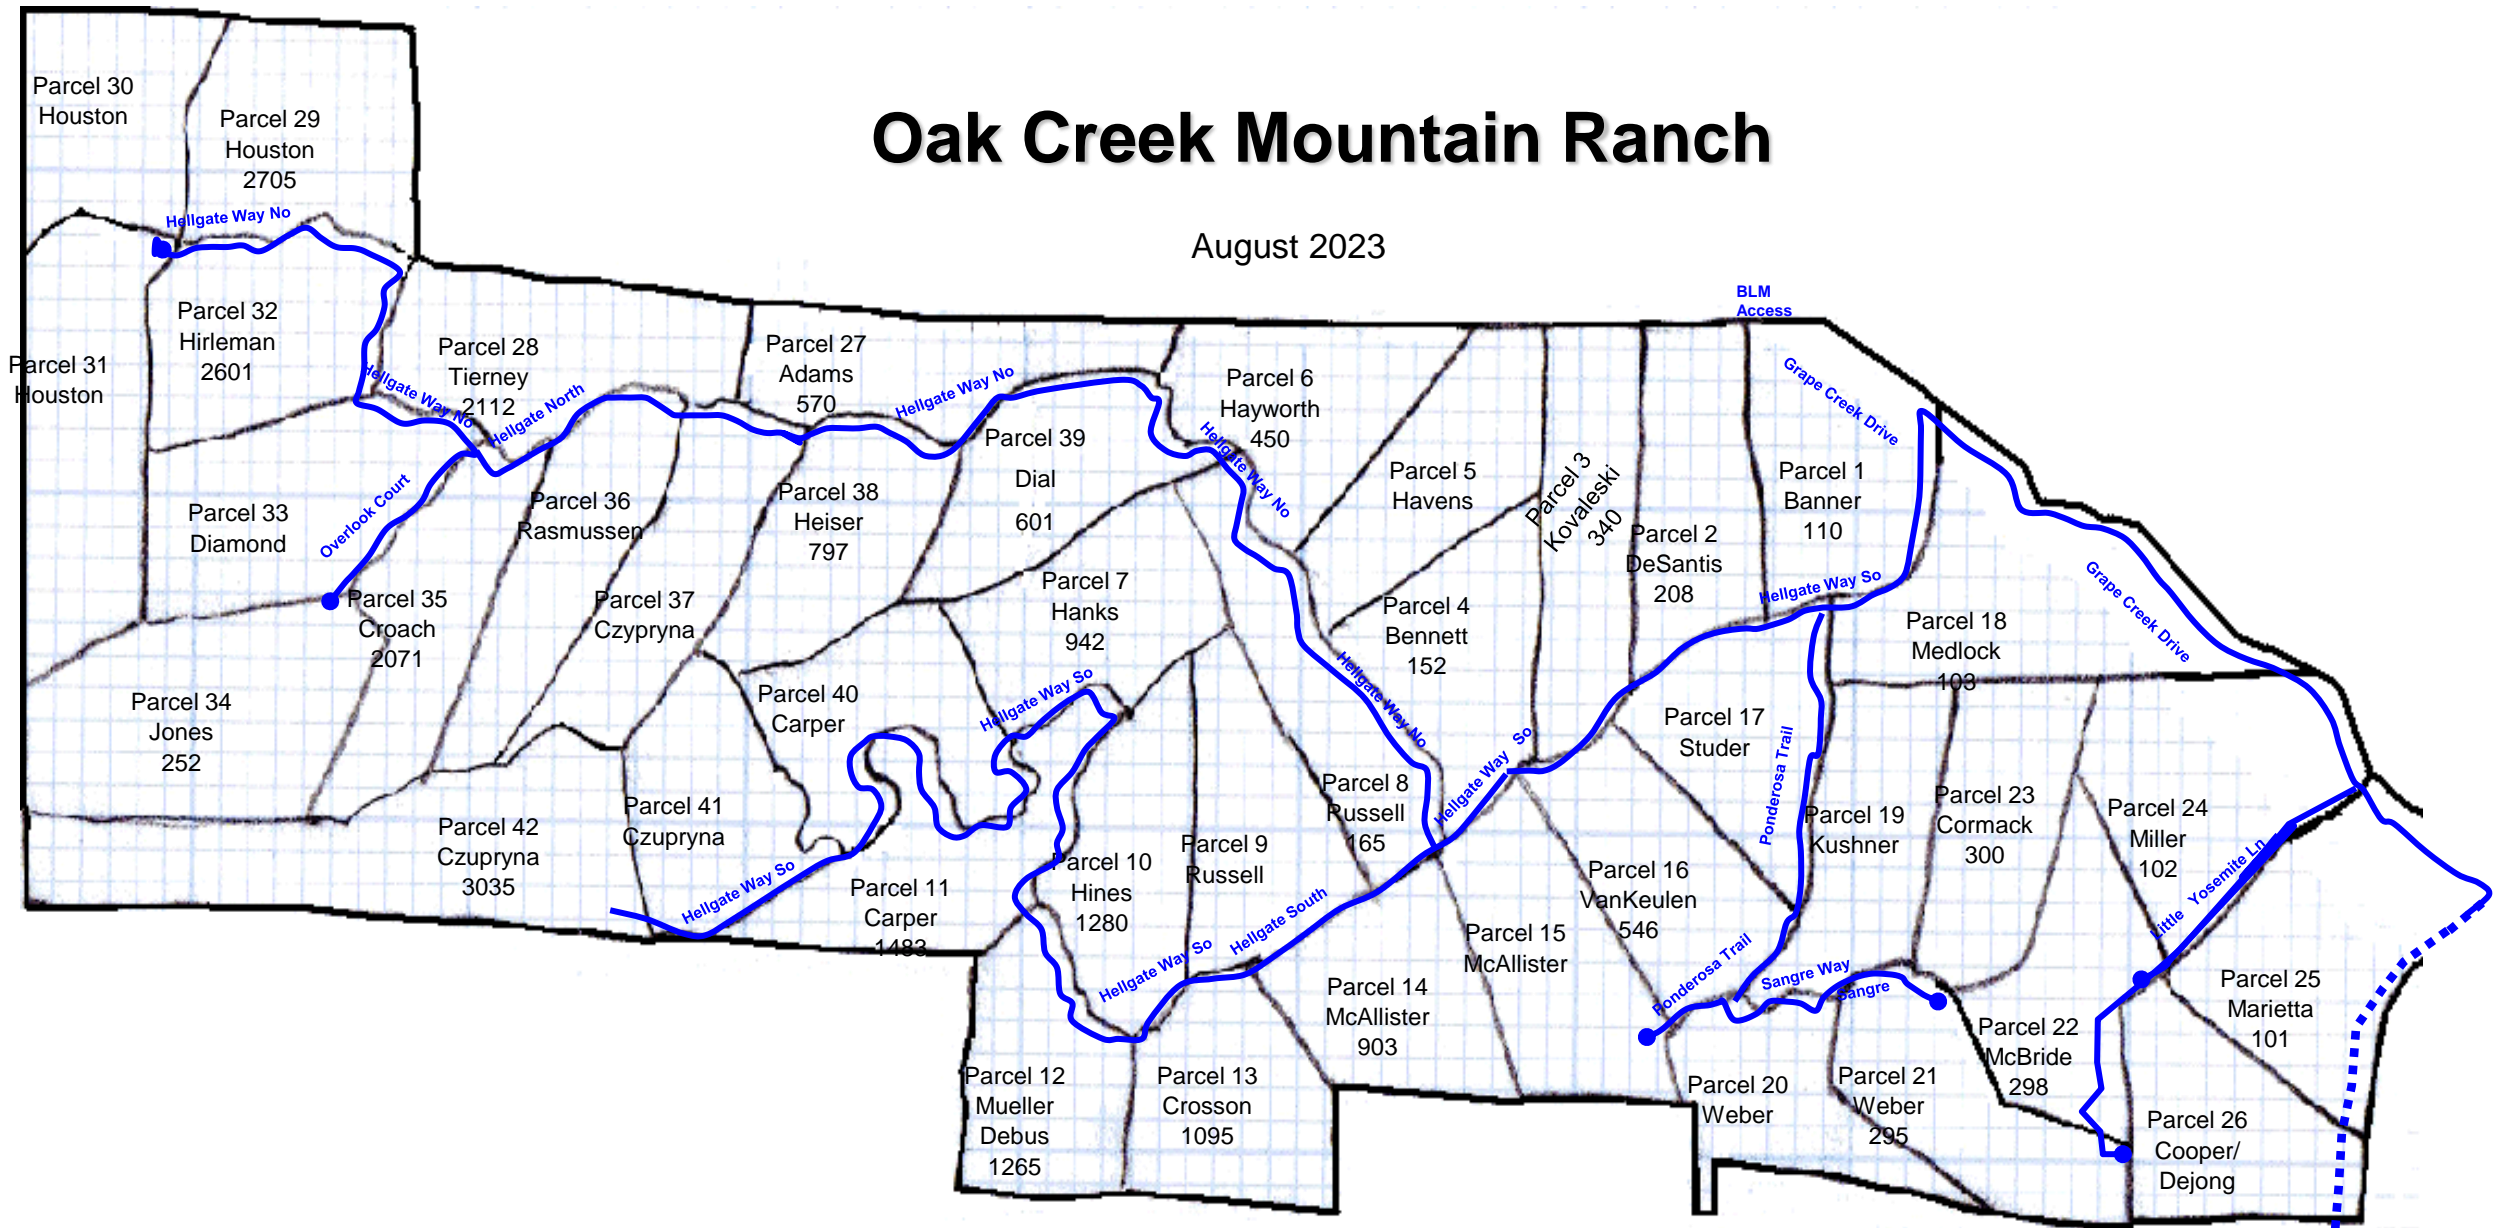 Oak Creek Mountain Ranch
August 2023
Parcel 30
Houston
Parcel 29
Houston
2705
Hellgate Way No
Parcel 31
Houston
Parcel 32
Hirleman
2601
Parcel 28
Tierney
2112
Hellgate Way No
Hellgate North
Parcel 27
Adams
570
Hellgate Way No
Parcel 39
Dial
601
Parcel 6
Hayworth
450
Hellgate Way No
BLM
Access
Grape Creek Drive
Parcel 5
Havens
Parcel 3
Kovaleski
340
Parcel 2
DeSantis
208
Parcel 1
Banner
110
Hellgate Way So
Grape Creek Drive
Parcel 33
Diamond
Overlook Court
Parcel 36
Rasmussen
Parcel 38
Heiser
797
Parcel 35
Croach
2071
Parcel 37
Czypryna
Parcel 7
Hanks
942
Parcel 4
Bennett
152
Hellgate Way No
Parcel 18
Medlock
103
Parcel 34
Jones
252
Parcel 40
Carper
Hellgate Way So
Hellgate Way So
Parcel 17
Studer
Ponderosa Trail
Parcel 42
Czupryna
3035
Parcel 41
Czupryna
Hellgate Way So
Parcel 11
Carper
1483
Parcel 10
Hines
1280
Parcel 9
Russell
Parcel 8
Russell
165
Parcel 16
VanKeulen
546
Parcel 19
Kushner
Parcel 23
Cormack
300
Parcel 24
Miller
102
Little Yosemite Ln
Hellgate Way So
Hellgate South
Parcel 15
McAllister
Parcel 14
McAllister
903
Ponderosa Trail
Sangre Way
Sangre
Parcel 25
Marietta
101
Parcel 22
McBride
298
Parcel 12
Mueller
Debus
1265
Parcel 13
Crosson
1095
Parcel 20
Weber
Parcel 21
Weber
295
Parcel 26
Cooper/
Dejong